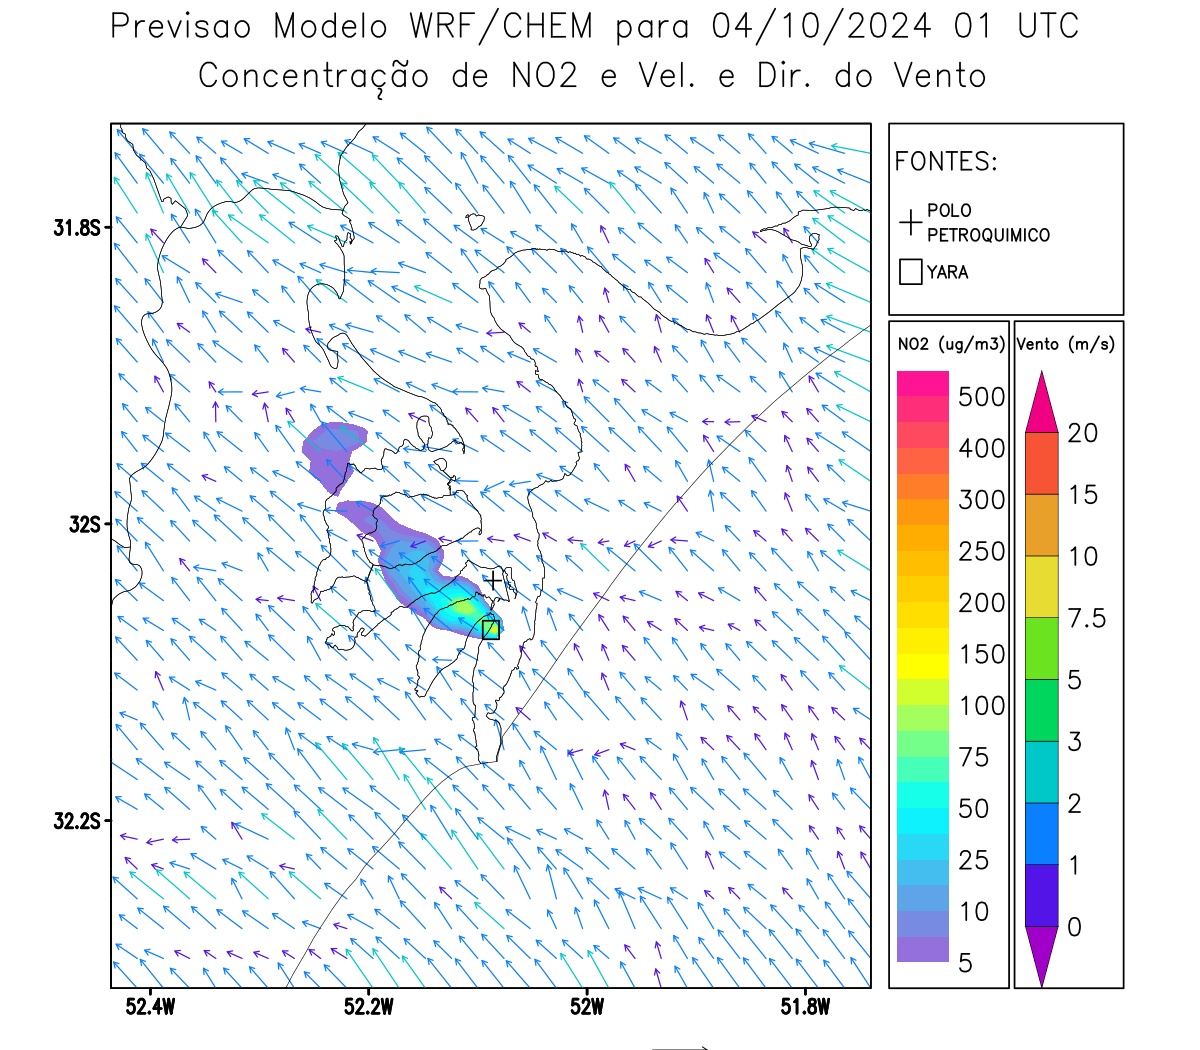 Previsao Modelo WRF/CHEM para 04/10/2024 01 UTC
Concentração de NO2 e Vel. e Dir. do Vento
31.8S
32S
32.2S
52.4W
52.2W
52W
51.8W
FONTES:
POLO
PETROQUIMICO
YARA
NO2 (ug/m3)
500
400
300
250
200
150
100
75
50
25
10
5
Vento (m/s)
20
15
10
7.5
5
3
2
1
0